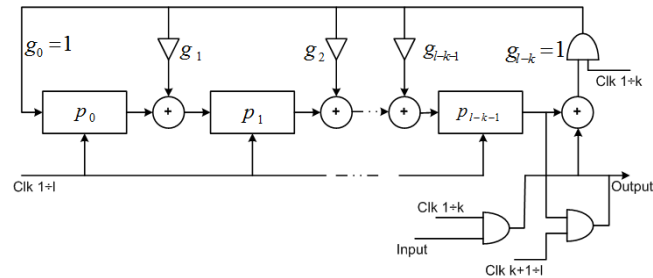 g₀ = 1
g₁
g₂
gₗ₋ₖ₋₁
gₗ₋ₖ = 1
Clk 1÷k
p₀
p₁
pₗ₋ₖ₋₁
Clk 1÷l
Output
Clk 1÷k
Input
Clk k+1÷l